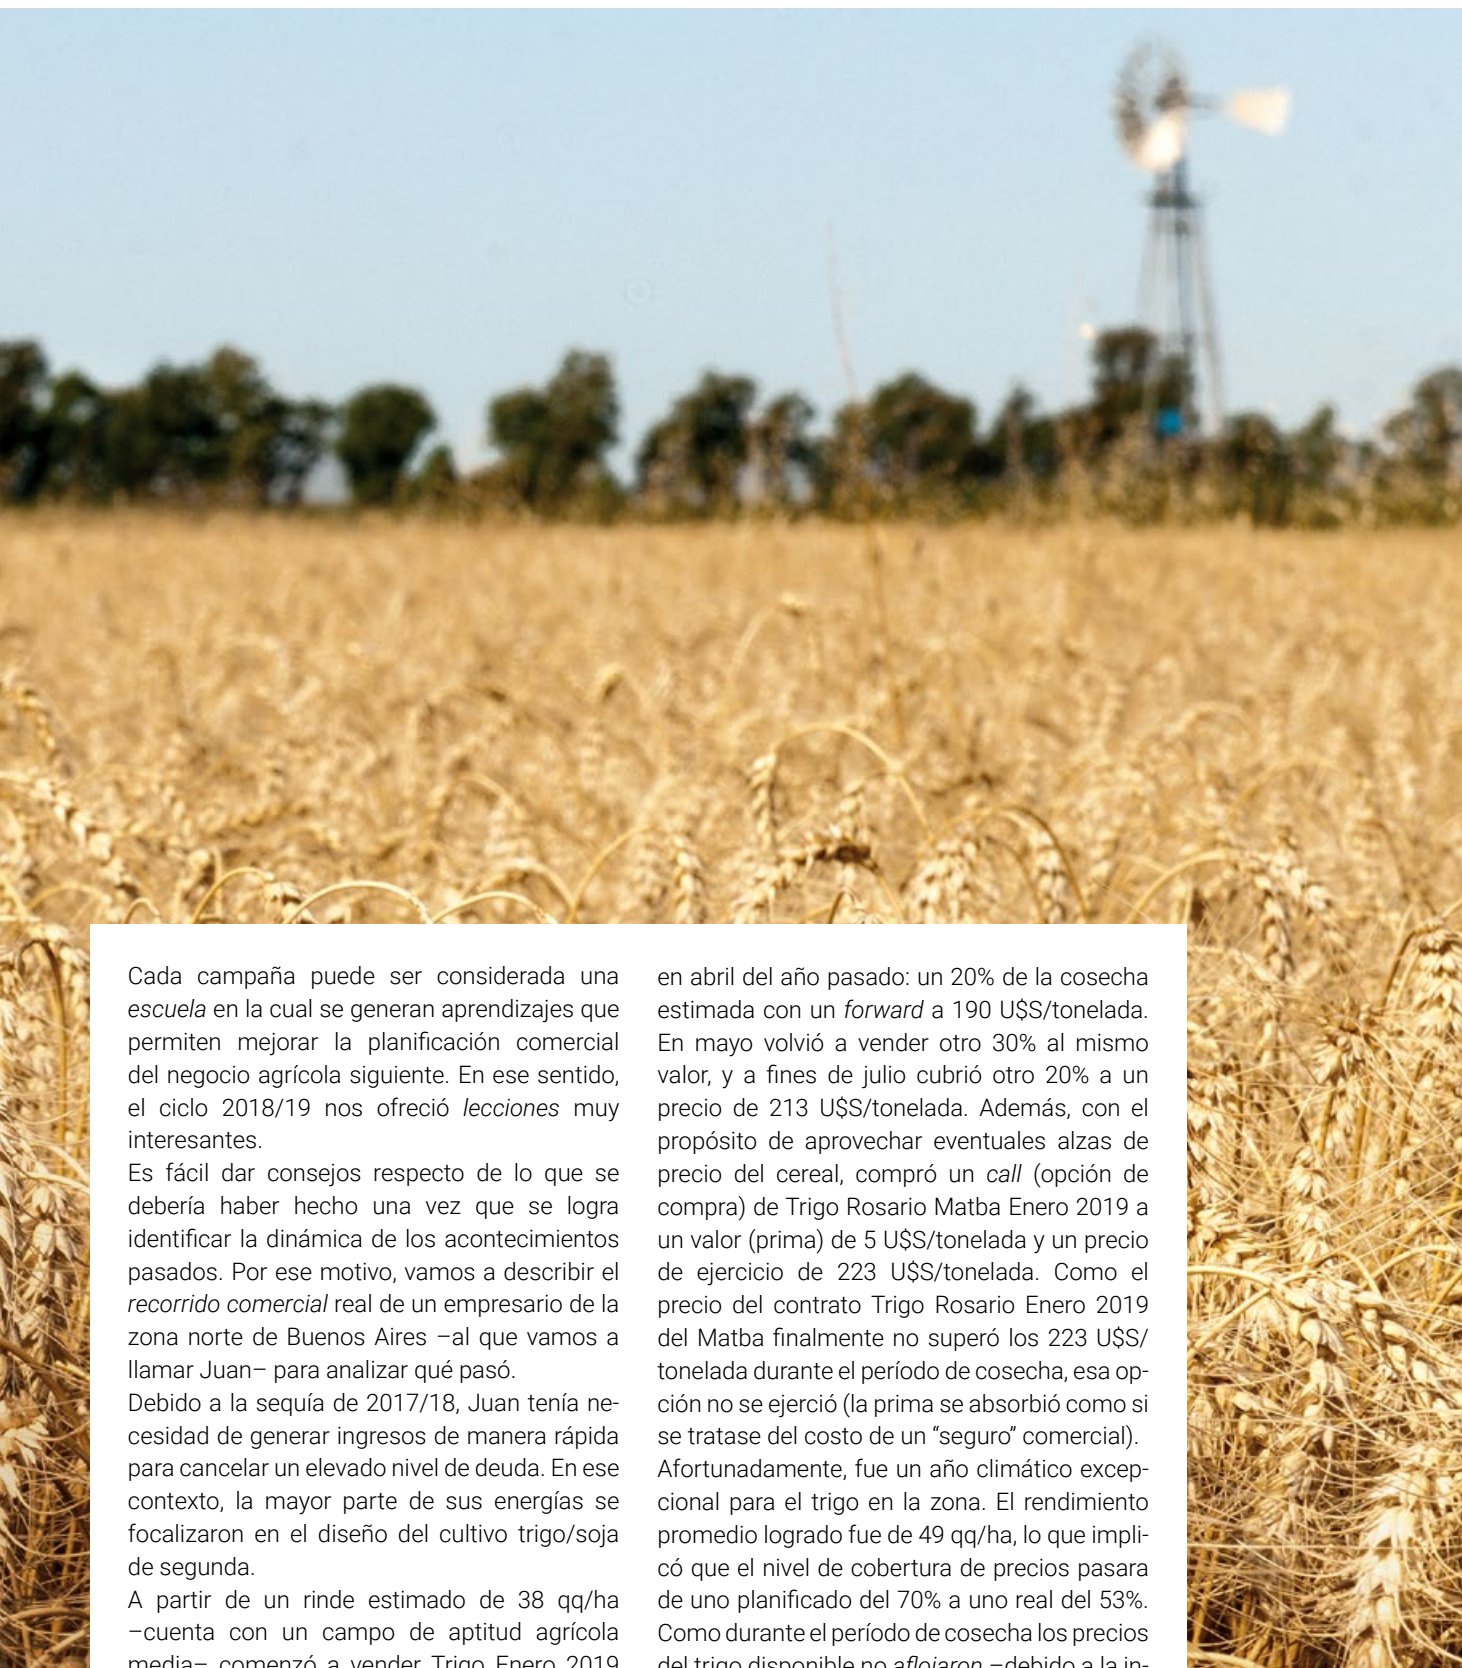 Cada campaña puede ser considerada una
escuela en la cual se generan aprendizajes que
permiten mejorar la planificación comercial
del negocio agrícola siguiente. En ese sentido,
el ciclo 2018/19 nos ofreció lecciones muy
interesantes.
Es fácil dar consejos respecto de lo que se
debería haber hecho una vez que se logra
identificar la dinámica de los acontecimientos
pasados. Por ese motivo, vamos a describir el
recorrido comercial real de un empresario de la
zona norte de Buenos Aires –al que vamos a
llamar Juan– para analizar qué pasó.
Debido a la sequía de 2017/18, Juan tenía ne-
cesidad de generar ingresos de manera rápida
para cancelar un elevado nivel de deuda. En ese
contexto, la mayor parte de sus energías se
focalizaron en el diseño del cultivo trigo/soja
de segunda.
A partir de un rinde estimado de 38 qq/ha
–cuenta con un campo de aptitud agrícola
media– comenzó a vender Trigo Enero 2019
en abril del año pasado: un 20% de la cosecha
estimada con un forward a 190 U$S/tonelada.
En mayo volvió a vender otro 30% al mismo
valor, y a fines de julio cubrió otro 20% a un
precio de 213 U$S/tonelada. Además, con el
propósito de aprovechar eventuales alzas de
precio del cereal, compró un call (opción de
compra) de Trigo Rosario Matba Enero 2019 a
un valor (prima) de 5 U$S/tonelada y un precio
de ejercicio de 223 U$S/tonelada. Como el
precio del contrato Trigo Rosario Enero 2019
del Matba finalmente no superó los 223 U$S/
tonelada durante el período de cosecha, esa op-
ción no se ejerció (la prima se absorbió como si
se tratase del costo de un “seguro” comercial).
Afortunadamente, fue un año climático excep-
cional para el trigo en la zona. El rendimiento
promedio logrado fue de 49 qq/ha, lo que impli-
có que el nivel de cobertura de precios pasara
de uno planificado del 70% a uno real del 53%.
Como durante el período de cosecha los precios
del trigo disponible no aflojaron –debido a la in-